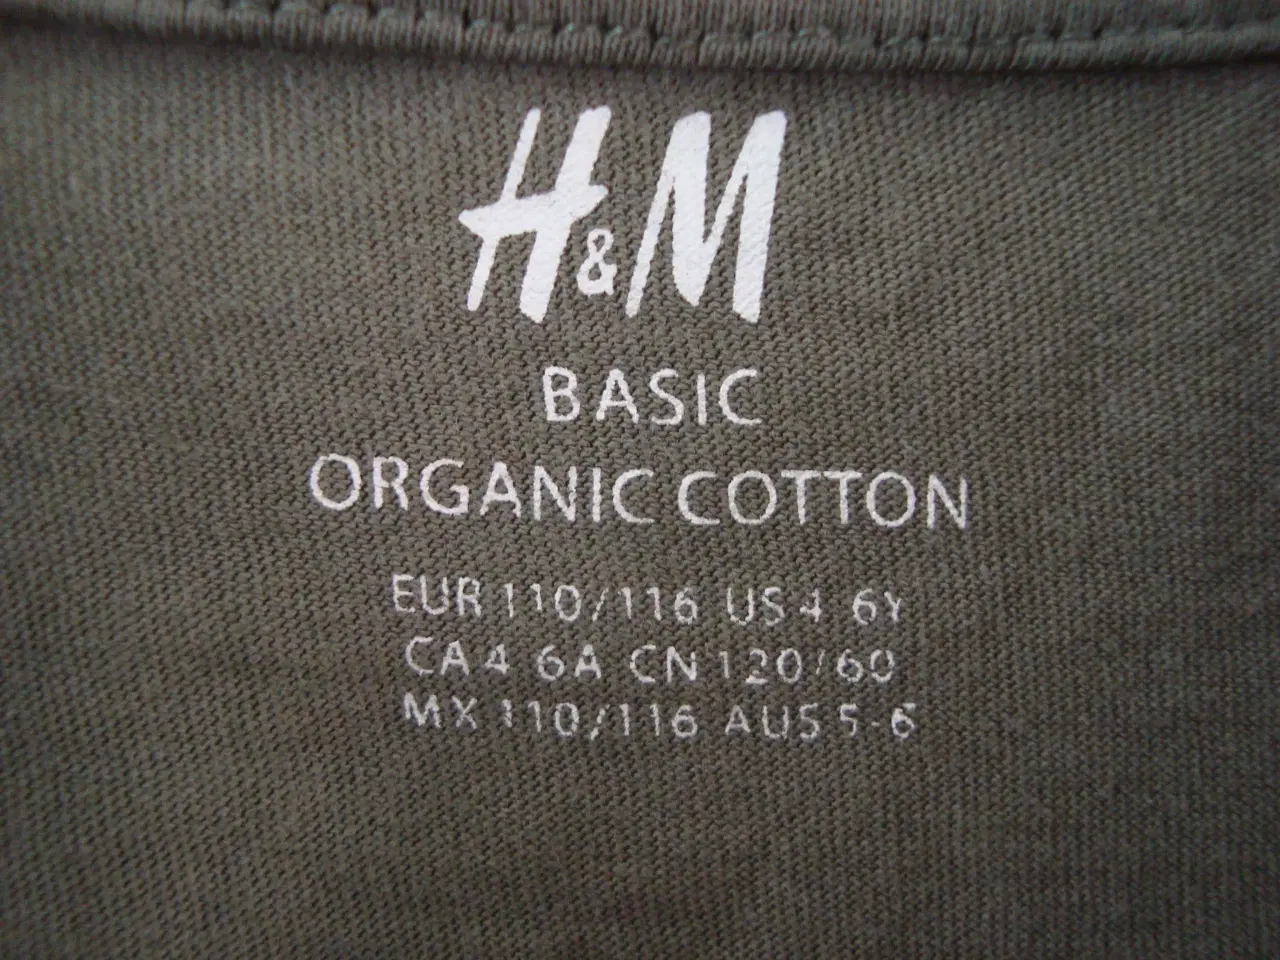 H&M
BASIC
ORGANIC COTTON
EUR 110/116 US 4 6Y
CA 4 6A CN 120/60
MX 110/116 AUS 5-6